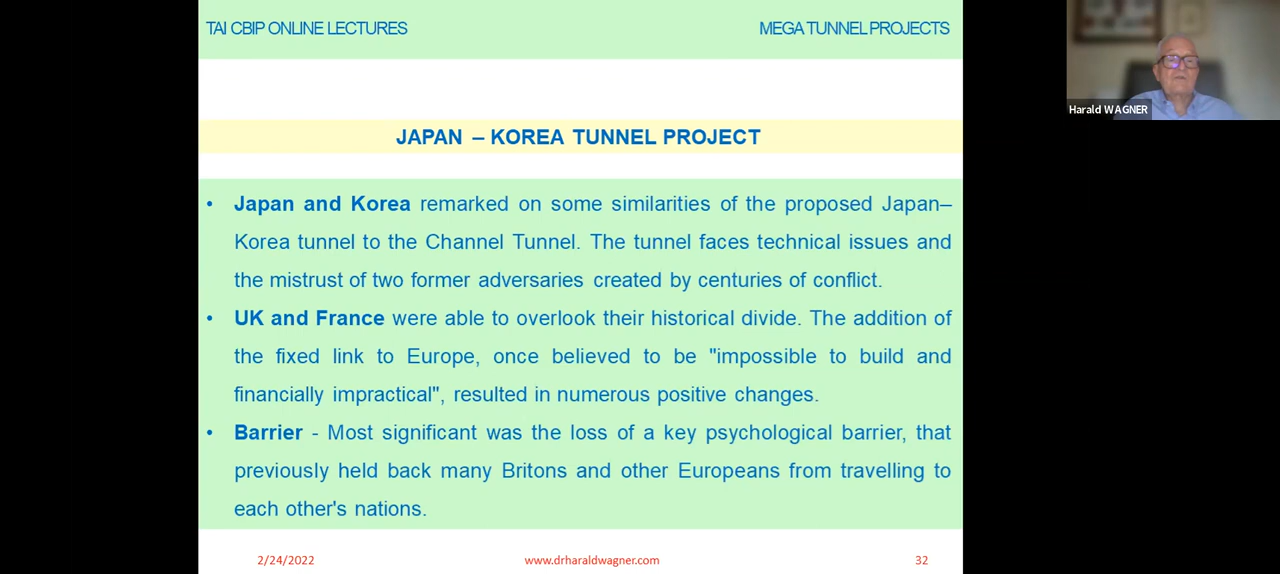 TAI CBIP ONLINE LECTURES MEGA TUNNEL PROJECTS
Harald WAGNER
JAPAN – KOREA TUNNEL PROJECT
• Japan and Korea remarked on some similarities of the proposed Japan–
Korea tunnel to the Channel Tunnel. The tunnel faces technical issues and
the mistrust of two former adversaries created by centuries of conflict.
• UK and France were able to overlook their historical divide. The addition of
the fixed link to Europe, once believed to be "impossible to build and
financially impractical", resulted in numerous positive changes.
• Barrier - Most significant was the loss of a key psychological barrier, that
previously held back many Britons and other Europeans from travelling to
each other's nations.
2/24/2022 www.drharaldwagner.com 32